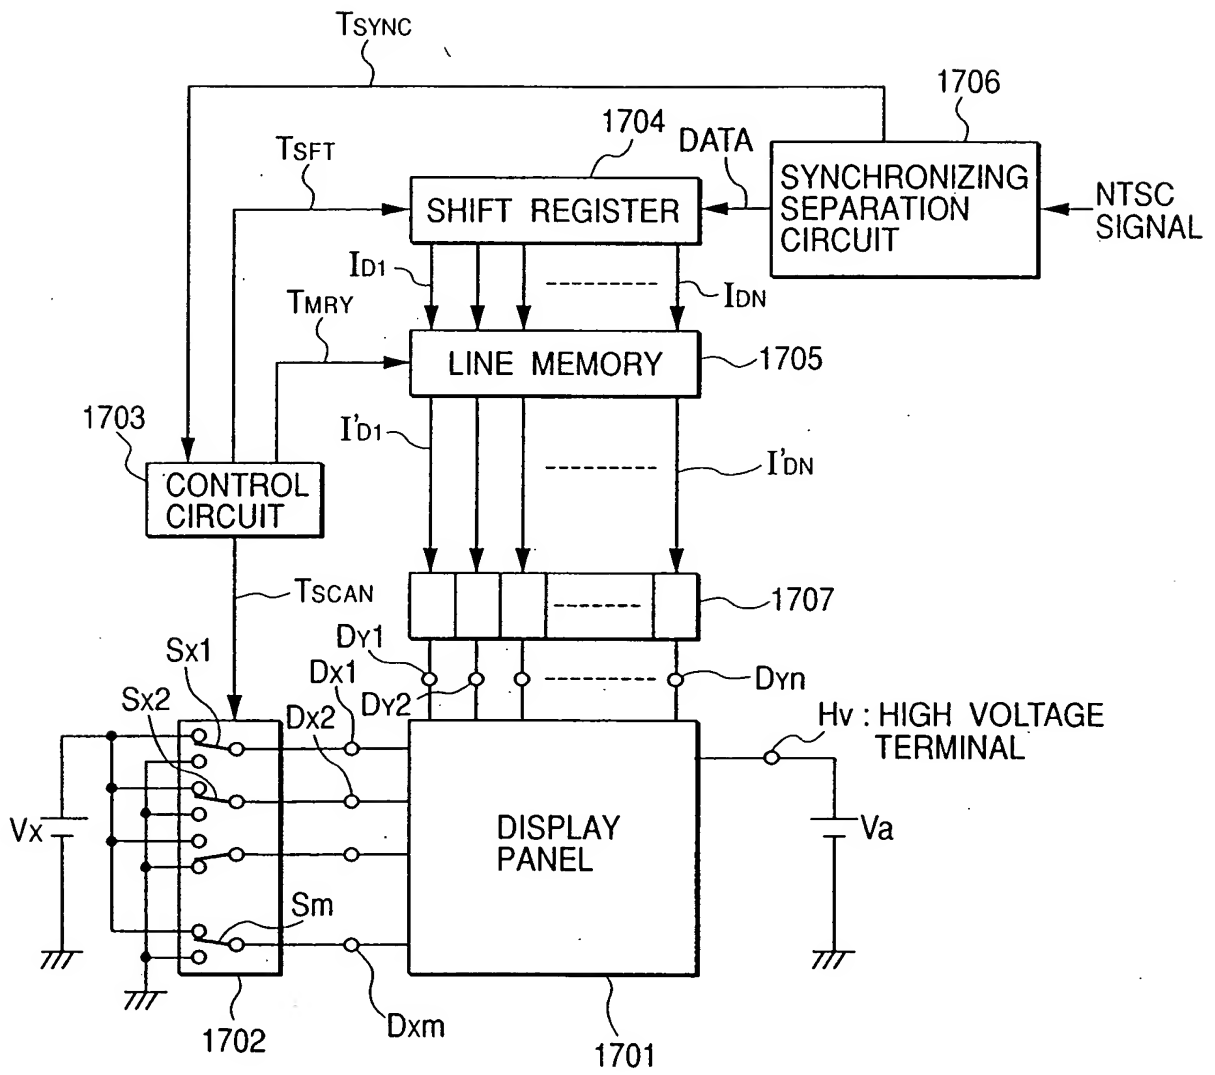 TSYNC
1706
1704
DATA
TSFT
SHIFT REGISTER
SYNCHRONIZING
SEPARATION
CIRCUIT
NTSC
SIGNAL
ID1
IDN
TMRY
LINE MEMORY
1705
1703
I'D1
I'DN
CONTROL
CIRCUIT
TSCAN
1707
SX1
DY1
DX1
SX2
DX2
DY2
DYn
Hv : HIGH VOLTAGE
TERMINAL
Vx
DISPLAY
PANEL
Va
Sm
1702
Dxm
1701